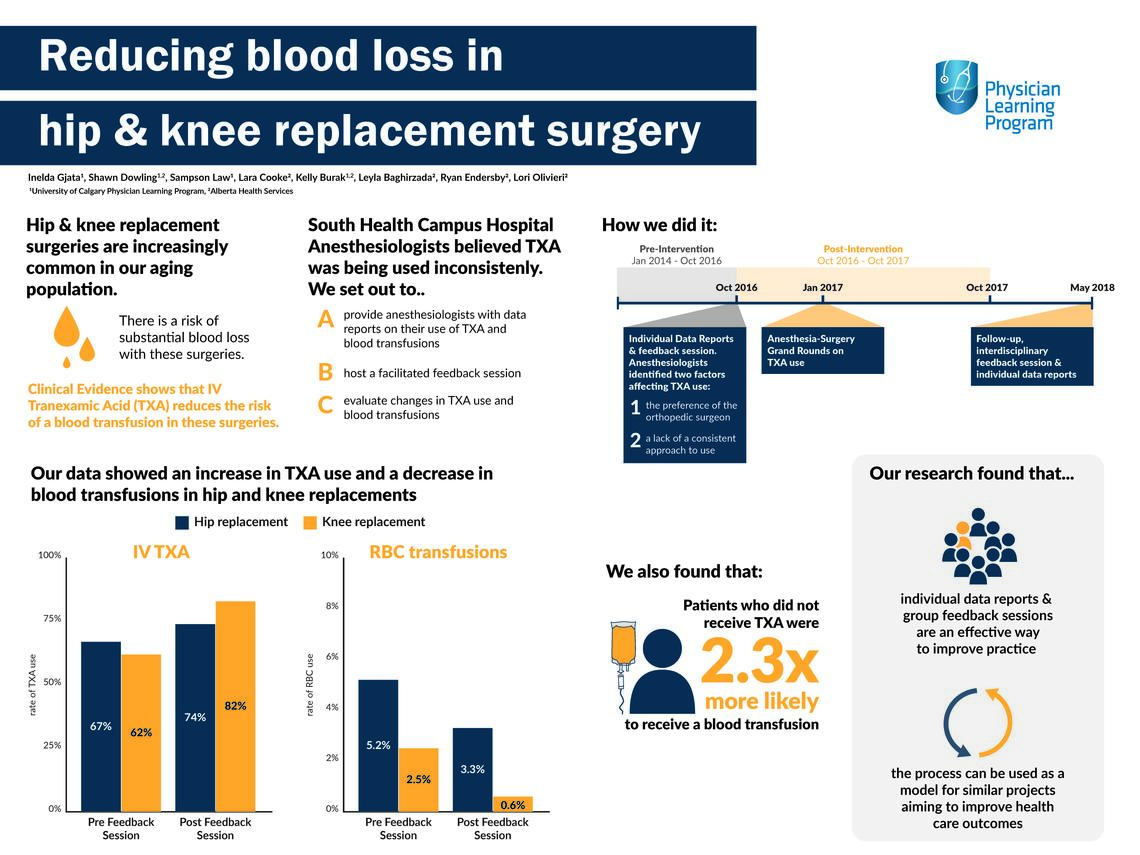 Reducing blood loss in
hip & knee replacement surgery
Physician
Learning
Program
Inelda Gjata¹, Shawn Dowling¹,², Sampson Law¹, Lara Cooke², Kelly Burak¹,², Leyla Baghirzada², Ryan Endersby², Lori Olivieri²
¹University of Calgary Physician Learning Program, ²Alberta Health Services
Hip & knee replacement
surgeries are increasingly
common in our aging
population.
There is a risk of
substantial blood loss
with these surgeries.
Clinical Evidence shows that IV
Tranexamic Acid (TXA) reduces the risk
of a blood transfusion in these surgeries.
South Health Campus Hospital
Anesthesiologists believed TXA
was being used inconsistently.
We set out to..
A provide anesthesiologists with data
reports on their use of TXA and
blood transfusions
B host a facilitated feedback session
C evaluate changes in TXA use and
blood transfusions
How we did it:
Pre-Intervention
Jan 2014 - Oct 2016
Post-Intervention
Oct 2016 - Oct 2017
Oct 2016
Jan 2017
Oct 2017
May 2018
Individual Data Reports
& feedback session.
Anesthesiologists
identified two factors
affecting TXA use:
1 the preference of the
orthopedic surgeon
2 a lack of a consistent
approach to use
Anesthesia-Surgery
Grand Rounds on
TXA use
Follow-up,
interdisciplinary
feedback session &
individual data reports
Our data showed an increase in TXA use and a decrease in
blood transfusions in hip and knee replacements
Hip replacement
Knee replacement
IV TXA
100%
75%
50%
25%
0%
rate of TXA use
67%
62%
74%
82%
Pre Feedback
Session
Post Feedback
Session
RBC transfusions
10%
8%
6%
4%
2%
0%
rate of RBC use
5.2%
2.5%
3.3%
0.6%
Pre Feedback
Session
Post Feedback
Session
We also found that:
Patients who did not
receive TXA were
2.3x
more likely
to receive a blood transfusion
Our research found that...
individual data reports &
group feedback sessions
are an effective way
to improve practice
the process can be used as a
model for similar projects
aiming to improve health
care outcomes